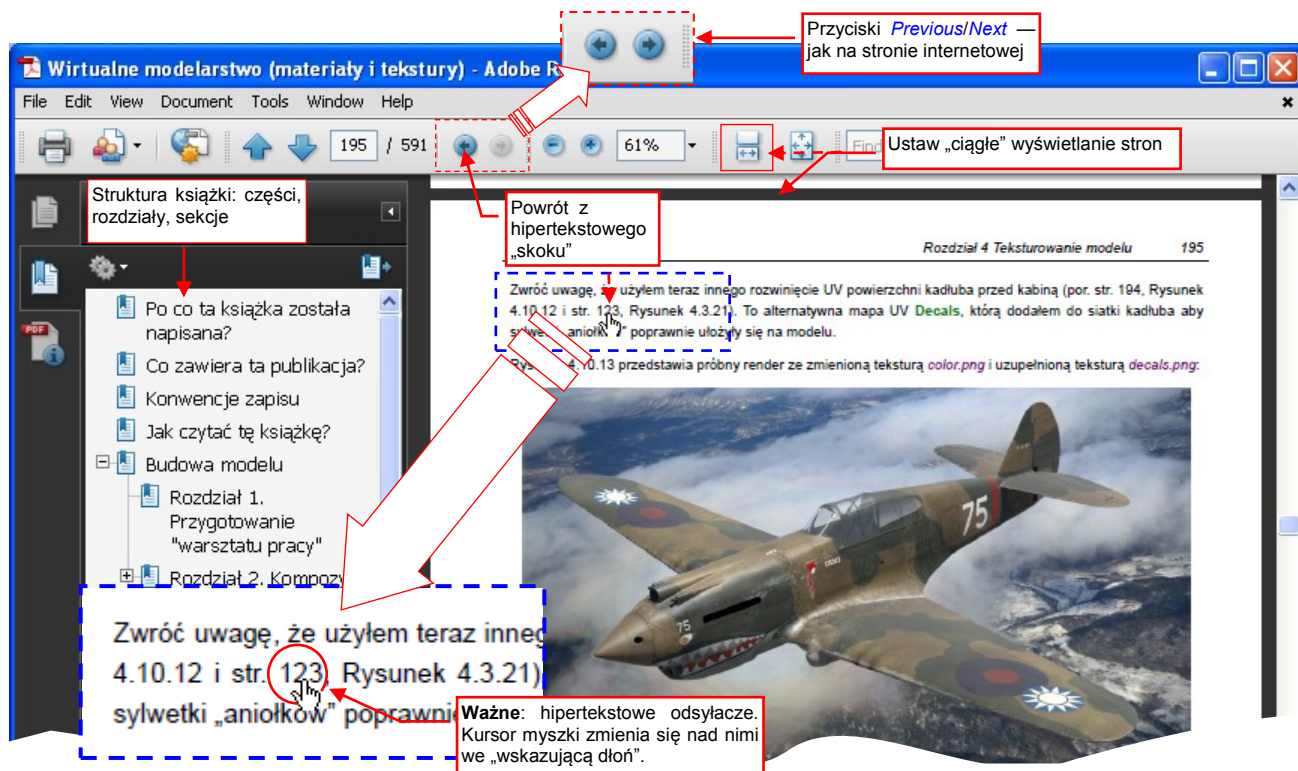 Przyciski Previous/Next —
jak na stronie internetowej
Wirtualne modelarstwo (materiały i tekstury) - Adobe R
File Edit View Document Tools Window Help
195 / 591
61%
Find
Ustaw „ciągłe” wyświetlanie stron
Struktura książki: części,
rozdziały, sekcje
Powrót z
hipertekstowego
„skoku”
Rozdział 4 Teksturowanie modelu 195
Zwróć uwagę, że użyłem teraz innego rozwinięcie UV powierzchni kadłuba przed kabiną (por. str. 194, Rysunek
4.10.12 i str. 123, Rysunek 4.3.21). To alternatywna mapa UV Decals, którą dodałem do siatki kadłuba aby
sylwetki „aniołków” poprawnie ułożyły się na modelu.
Rysunek 4.10.13 przedstawia próbny render ze zmienioną teksturą color.png i uzupełnioną teksturą decals.png:
Po co ta książka została
napisana?
Co zawiera ta publikacja?
Konwencje zapisu
Jak czytać tę książkę?
Budowa modelu
Rozdział 1.
Przygotowanie
"warsztatu pracy"
Rozdział 2. Kompozy
PDF
75
75
Zwróć uwagę, że użyłem teraz inneg
4.10.12 i str. 123, Rysunek 4.3.21)
sylwetki „aniołków” poprawnie
Ważne: hipertekstowe odsyłacze.
Kursor myszki zmienia się nad nimi
we „wskazującą dłoń”.